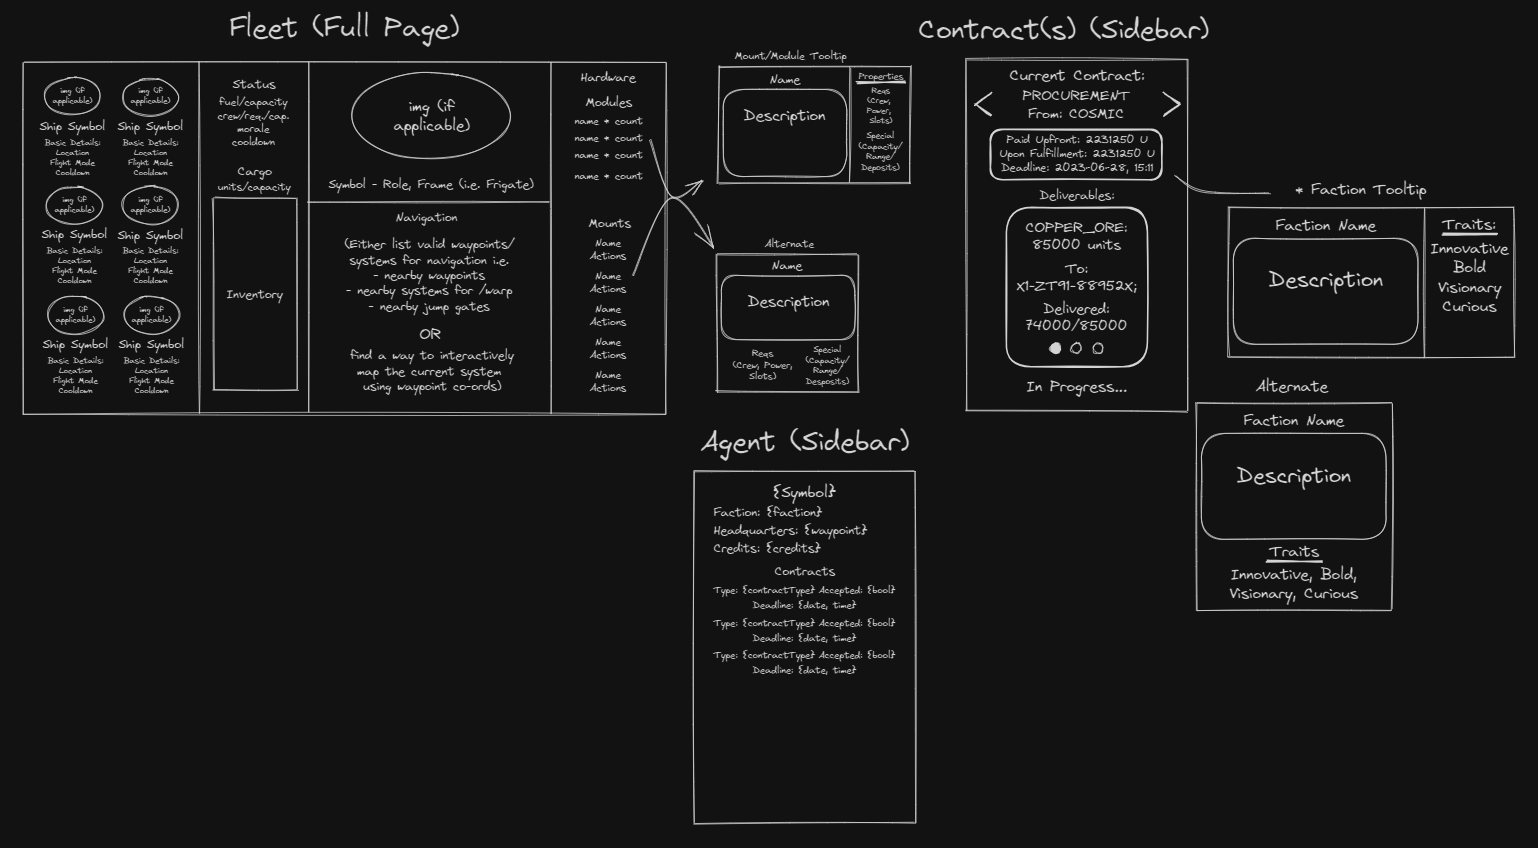 Fleet (Full Page)
img (if
applicable)
Ship Symbol
Basic Details:
Location
Flight Mode
Cooldown
img (if
applicable)
Ship Symbol
Basic Details:
Location
Flight Mode
Cooldown
img (if
applicable)
Ship Symbol
Basic Details:
Location
Flight Mode
Cooldown
img (if
applicable)
Ship Symbol
Basic Details:
Location
Flight Mode
Cooldown
img (if
applicable)
Ship Symbol
Basic Details:
Location
Flight Mode
Cooldown
img (if
applicable)
Ship Symbol
Basic Details:
Location
Flight Mode
Cooldown
Status
fuel/capacity
crew/req./cap.
morale
cooldown
Cargo
units/capacity
Inventory
img (if
applicable)
Symbol - Role, Frame (i.e. Frigate)
Navigation
(Either list valid waypoints/
systems for navigation i.e.
- nearby waypoints
- nearby systems for /warp
- nearby jump gates
OR
find a way to interactively
map the current system
using waypoint co-ords)
Hardware
Modules
name * count
name * count
name * count
name * count
Mounts
Name
Actions
Name
Actions
Name
Actions
Name
Actions
Name
Actions
Mount/Module Tooltip
Name
Description
Properties
Reqs
(Crew,
Power,
Slots)
Special
(Capacity/
Range/
Deposits)
Alternate
Name
Description
Reqs
(Crew, Power,
Slots)
Special
(Capacity/
Range/
Desposits)
Agent (Sidebar)
{Symbol}
Faction: {faction}
Headquarters: {waypoint}
Credits: {credits}
Contracts
Type: {contractType} Accepted: {bool}
Deadline: {date, time}
Type: {contractType} Accepted: {bool}
Deadline: {date, time}
Type: {contractType} Accepted: {bool}
Deadline: {date, time}
Contract(s) (Sidebar)
Current Contract:
PROCUREMENT
From: COSMIC
Paid Upfront: 2231250 U
Upon Fulfillment: 2231250 U
Deadline: 2023-06-28, 15:11
Deliverables:
COPPER_ORE:
85000 units
To:
X1-ZT91-88952X;
Delivered:
74000/85000
In Progress...
* Faction Tooltip
Faction Name
Description
Traits:
Innovative
Bold
Visionary
Curious
Alternate
Faction Name
Description
Traits
Innovative, Bold,
Visionary, Curious